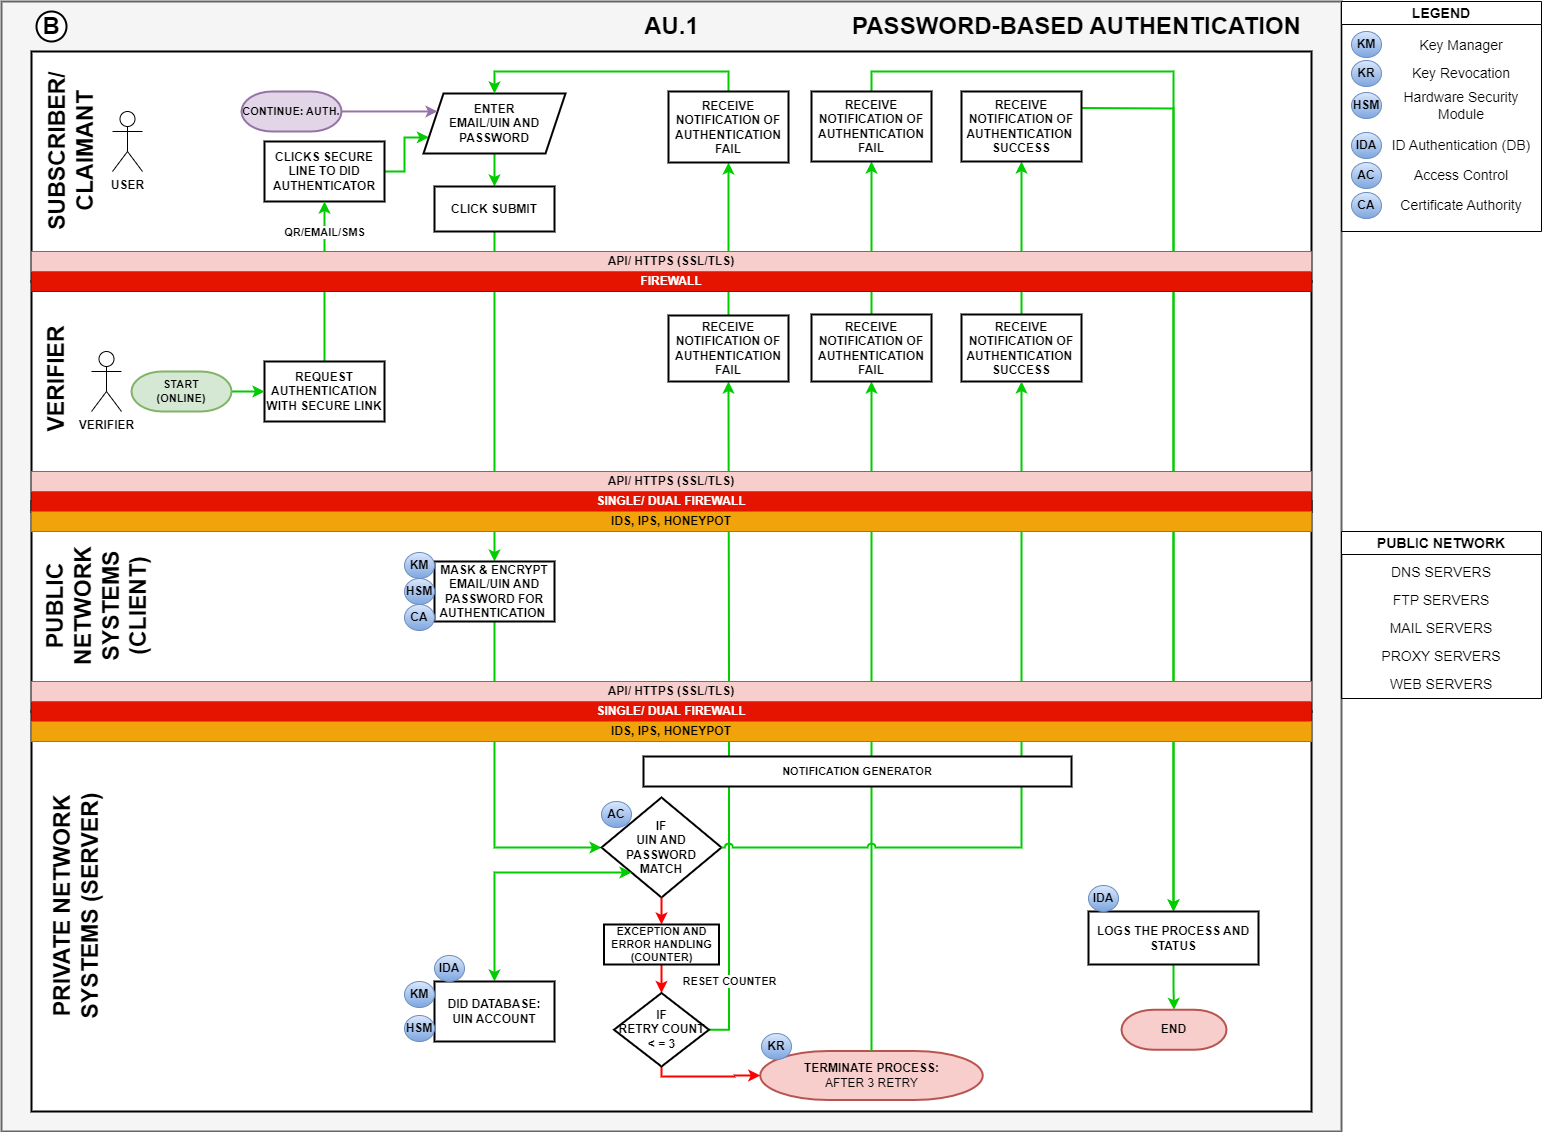 B
AU.1
PASSWORD-BASED AUTHENTICATION
SUBSCRIBER/
CLAIMANT
USER
CONTINUE: AUTH.
CLICKS SECURE
LINE TO DID
AUTHENTICATOR
QR/EMAIL/SMS
ENTER
EMAIL/UIN AND
PASSWORD
CLICK SUBMIT
RECEIVE
NOTIFICATION OF
AUTHENTICATION
FAIL
RECEIVE
NOTIFICATION OF
AUTHENTICATION
FAIL
RECEIVE
NOTIFICATION OF
AUTHENTICATION
SUCCESS
API/ HTTPS (SSL/TLS)
FIREWALL
VERIFIER
VERIFIER
START
(ONLINE)
REQUEST
AUTHENTICATION
WITH SECURE LINK
RECEIVE
NOTIFICATION OF
AUTHENTICATION
FAIL
RECEIVE
NOTIFICATION OF
AUTHENTICATION
FAIL
RECEIVE
NOTIFICATION OF
AUTHENTICATION
SUCCESS
API/ HTTPS (SSL/TLS)
SINGLE/ DUAL FIREWALL
IDS, IPS, HONEYPOT
PUBLIC
NETWORK
SYSTEMS
(CLIENT)
KM
HSM
CA
MASK & ENCRYPT
EMAIL/UIN AND
PASSWORD FOR
AUTHENTICATION
API/ HTTPS (SSL/TLS)
SINGLE/ DUAL FIREWALL
IDS, IPS, HONEYPOT
PRIVATE NETWORK
SYSTEMS (SERVER)
NOTIFICATION GENERATOR
AC
IF
UIN AND
PASSWORD
MATCH
EXCEPTION AND
ERROR HANDLING
(COUNTER)
RESET COUNTER
IF
RETRY COUNT
< = 3
IDA
KM
HSM
DID DATABASE:
UIN ACCOUNT
KR
TERMINATE PROCESS:
AFTER 3 RETRY
IDA
LOGS THE PROCESS AND
STATUS
END
LEGEND
KM Key Manager
KR Key Revocation
HSM Hardware Security
Module
IDA ID Authentication (DB)
AC Access Control
CA Certificate Authority
PUBLIC NETWORK
DNS SERVERS
FTP SERVERS
MAIL SERVERS
PROXY SERVERS
WEB SERVERS